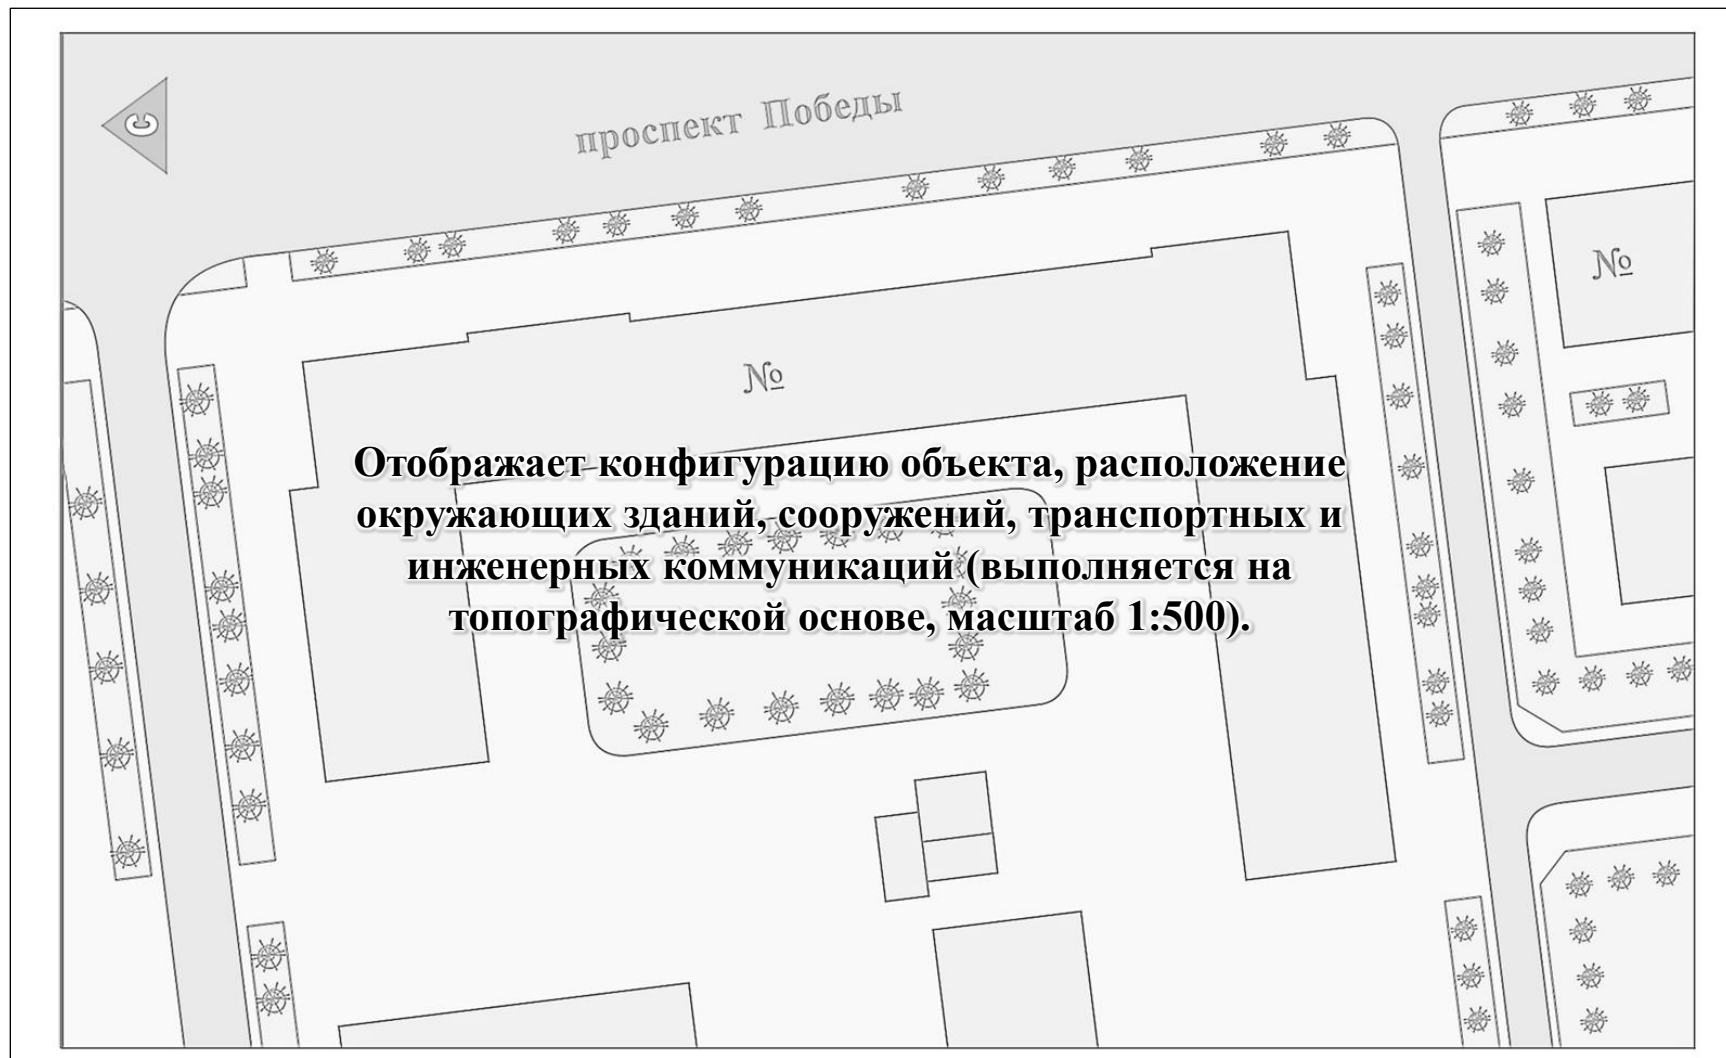 С
проспект Победы
№
№
Отображает конфигурацию объекта, расположение
окружающих зданий, сооружений, транспортных и
инженерных коммуникаций (выполняется на
топографической основе, масштаб 1:500).